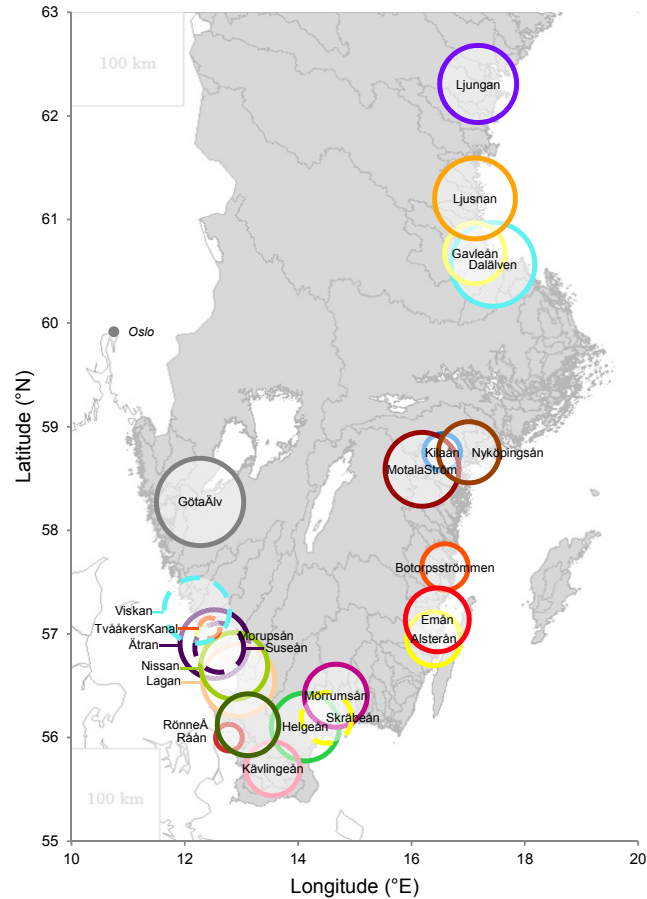 63
100 km
Ljungan
62
Ljusnan
61
Gavleån
Dalälven
60
Oslo
59
Kilaån
Nyköpingsån
MotalaStröm
GötaÄlv
58
Botorpsströmmen
Viskan
Emån
TvååkersKanal
Morupsån
57
Alsterån
Ätran
Suseån
Nissan
Lagan
Mörrumsån
Skräbeån
RönneÅ
Helgeån
Råån
56
Kävlingeån
100 km
55
10
12
14
16
18
20
Latitude (°N)
Longitude (°E)